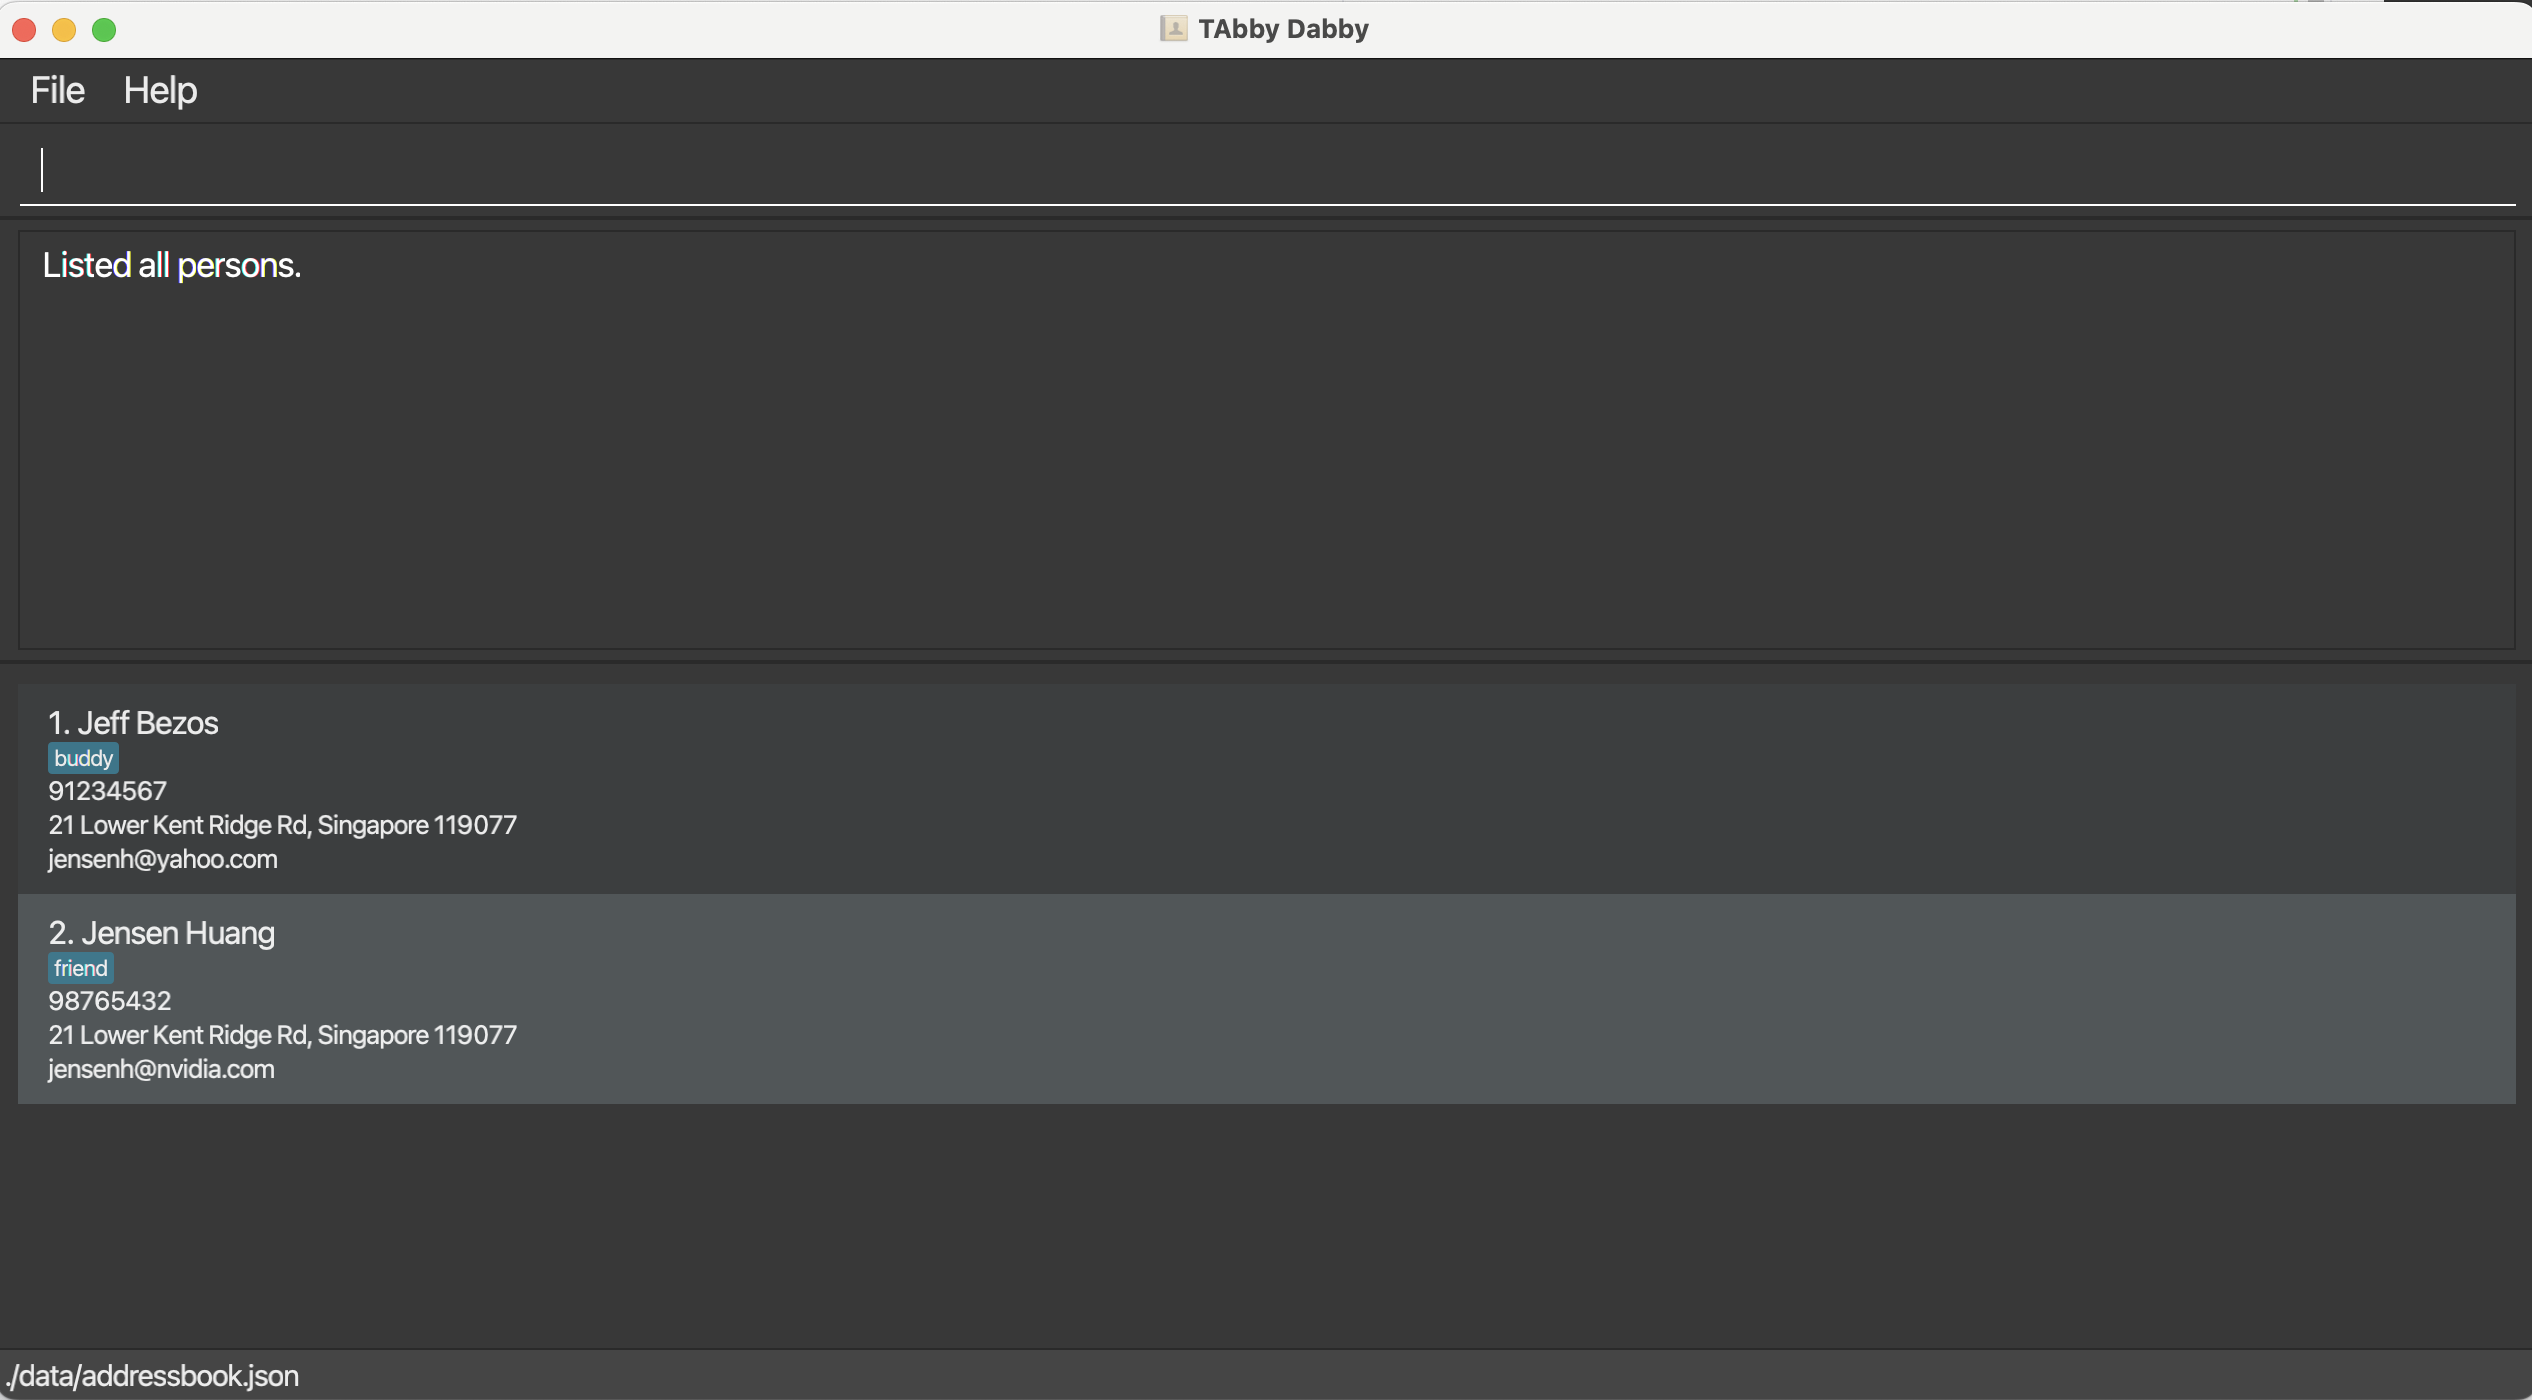 TAbby Dabby
File Help
Listed all persons.
1. Jeff Bezos
buddy
91234567
21 Lower Kent Ridge Rd, Singapore 119077
jensenh@yahoo.com
2. Jensen Huang
friend
98765432
21 Lower Kent Ridge Rd, Singapore 119077
jensenh@nvidia.com
./data/addressbook.json